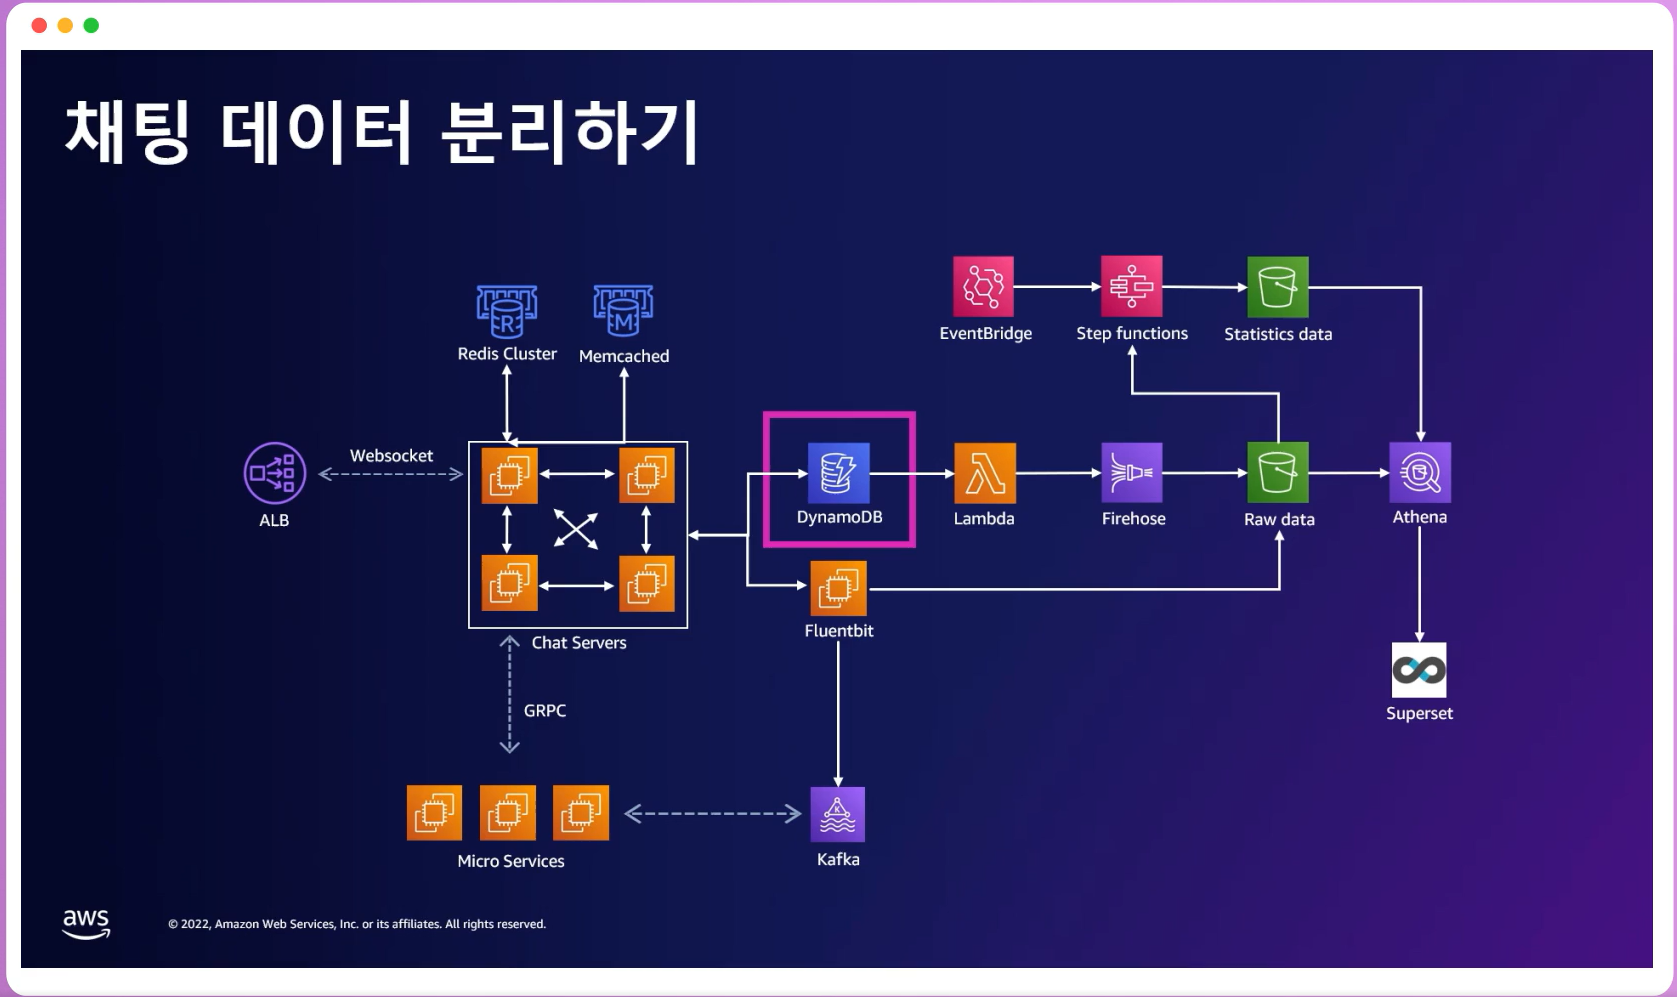 채팅 데이터 분리하기
EventBridge
Step functions
Statistics data
R
M
Redis Cluster
Memcached
Websocket
ALB
DynamoDB
Lambda
Firehose
Raw data
Athena
Fluentbit
Chat Servers
GRPC
Superset
K
Micro Services
Kafka
aws
© 2022, Amazon Web Services, Inc. or its affiliates. All rights reserved.